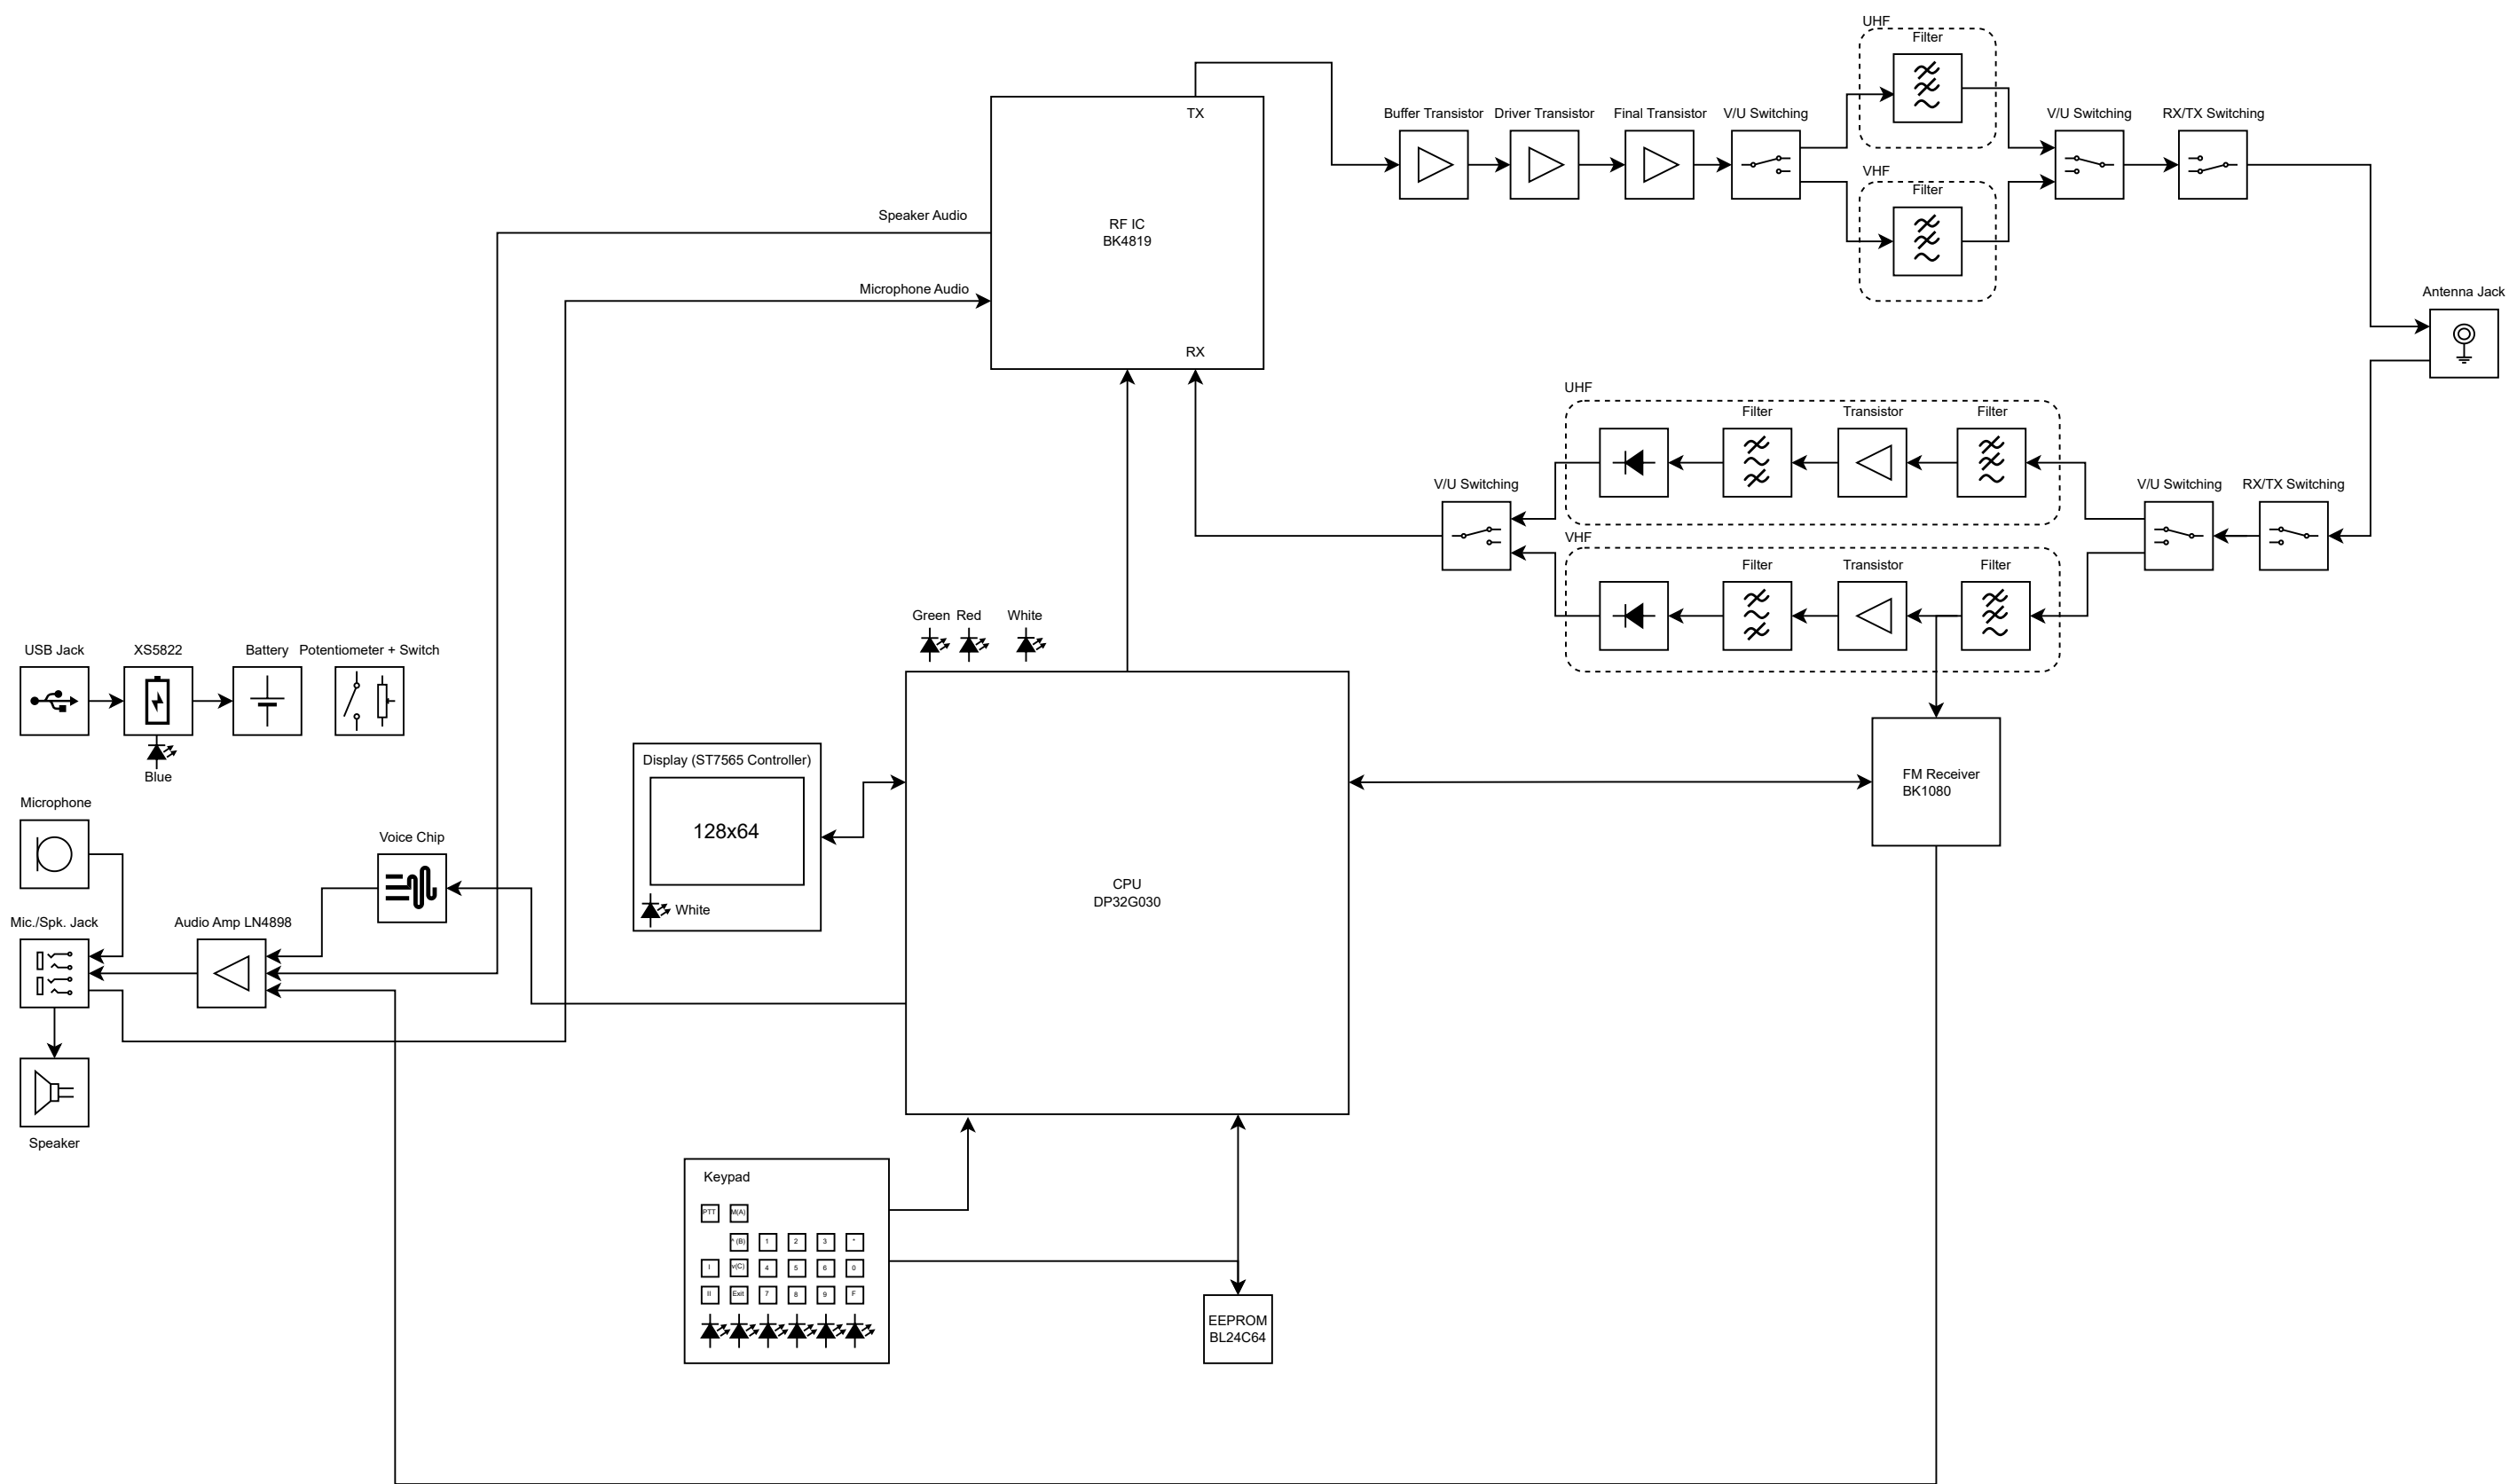 UHF
Filter
TX
Buffer Transistor
Driver Transistor
Final Transistor
V/U Switching
V/U Switching
RX/TX Switching
VHF
Filter
Speaker Audio
RF IC
BK4819
Microphone Audio
Antenna Jack
RX
UHF
Filter
Transistor
Filter
V/U Switching
V/U Switching
RX/TX Switching
VHF
Filter
Transistor
Filter
Green
Red
White
USB Jack
XS5822
Battery
Potentiometer + Switch
Blue
Display (ST7565 Controller)
128x64
White
FM Receiver
BK1080
Microphone
Voice Chip
CPU
DP32G030
Mic./Spk. Jack
Audio Amp LN4898
Speaker
Keypad
PTT
M(A)
^ (B)
1
2
3
*
I
v(C)
4
5
6
0
II
Exit
7
8
9
F
EEPROM
BL24C64